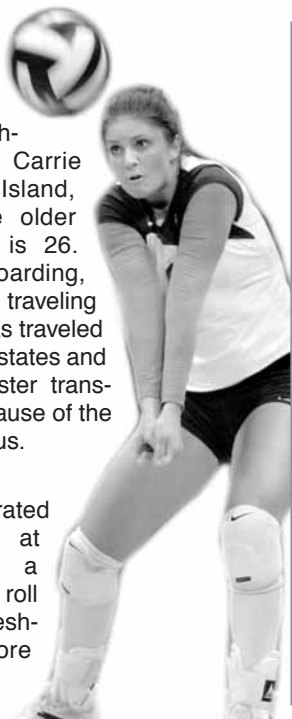 h-
Carrie
Island,
e older
is 26.
oarding,
traveling
as traveled
states and
ster trans-
ause of the
us.
rated
at
a
roll
esh-
ore